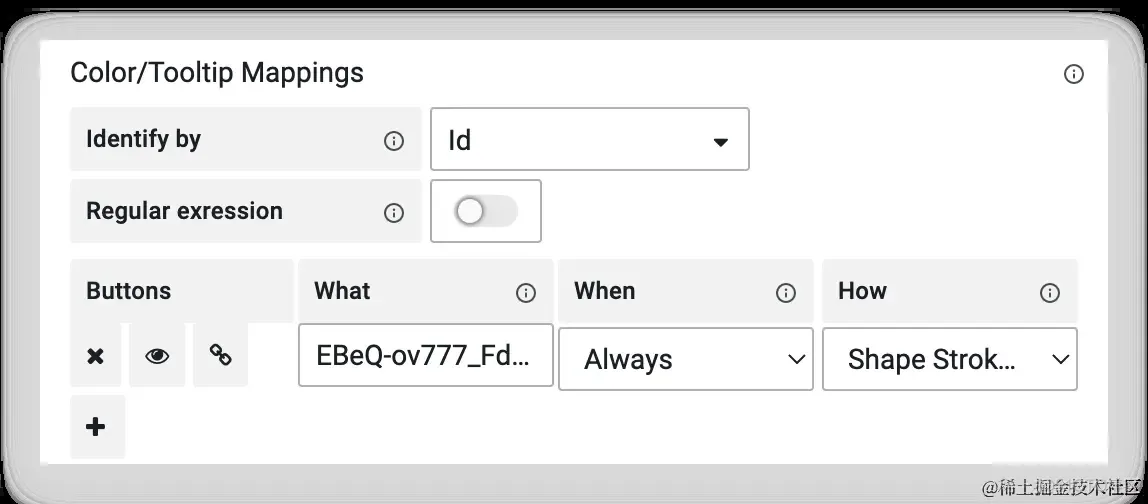 Color/Tooltip Mappings
Identify by
Id
Regular exression
Buttons What When How
EBeQ-ov777_Fd... Always Shape Strok...
@稀土掘金技术社区